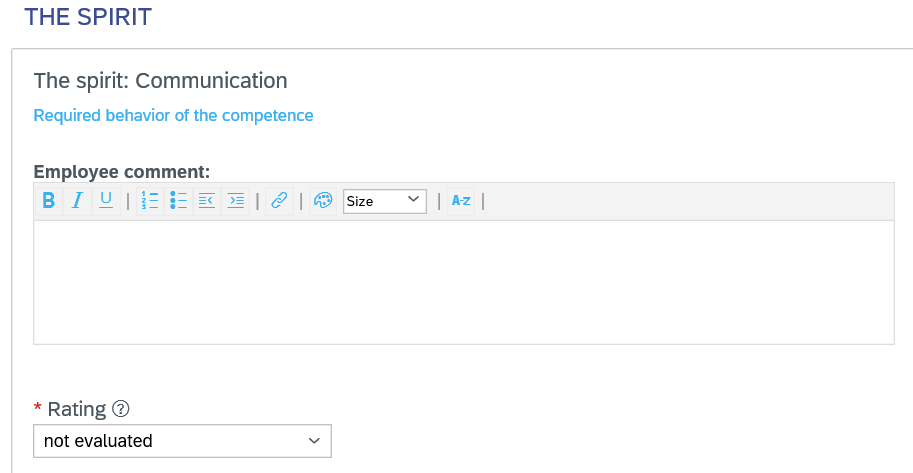 THE SPIRIT
The spirit: Communication
Required behavior of the competence
Employee comment:
B I U | | | Size | A-Z |
* Rating ?
not evaluated